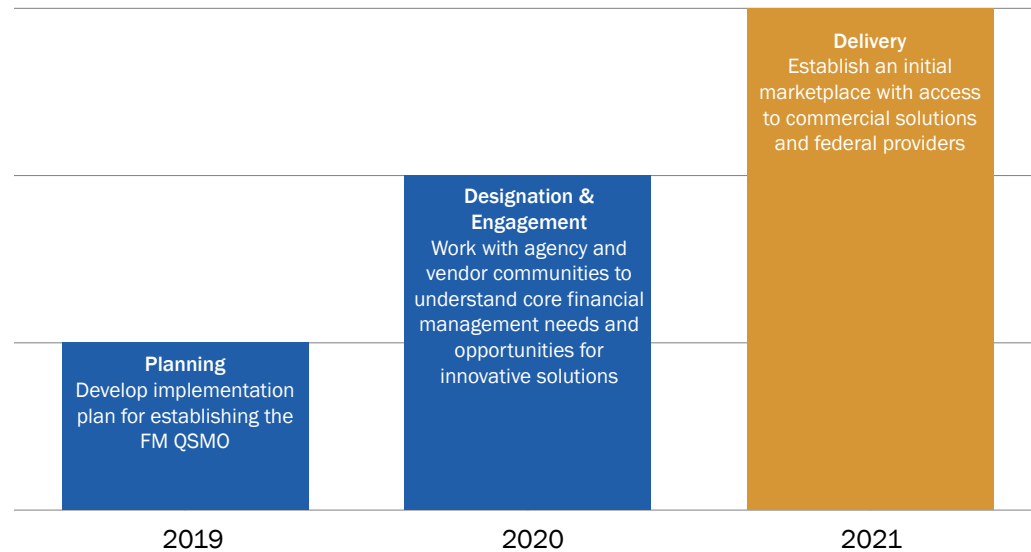 Planning
Develop implementation
plan for establishing the
FM QSMO
Designation &
Engagement
Work with agency and
vendor communities to
understand core financial
management needs and
opportunities for
innovative solutions
Delivery
Establish an initial
marketplace with access
to commercial solutions
and federal providers
2019
2020
2021